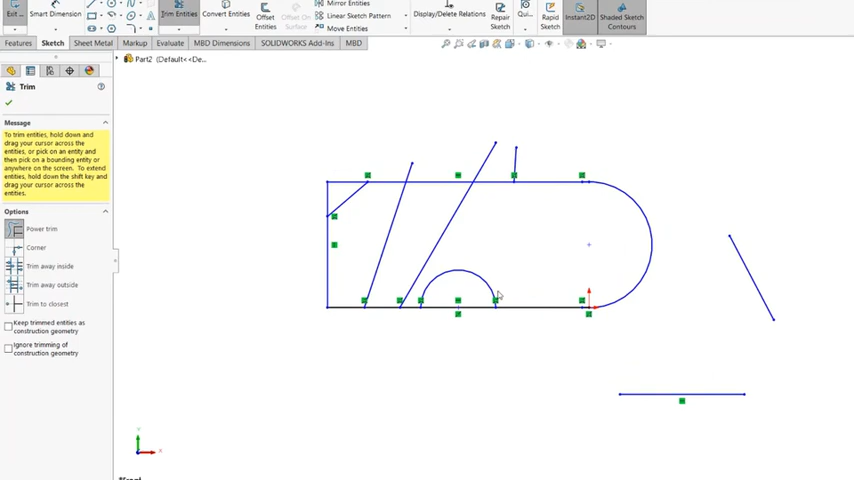 Exit...
Smart Dimension
Trim Entities
Convert Entities
Offset
Entities
Offset On
Surface
Mirror Entities
Linear Sketch Pattern
Move Entities
Display/Delete Relations
Repair
Sketch
Qui...
Rapid
Sketch
Instant2D
Shaded Sketch
Contours
Features
Sketch
Sheet Metal
Markup
Evaluate
MBD Dimensions
SOLIDWORKS Add-Ins
MBD
Part2 (Default<<De...
Trim
Message
To trim entities, hold down and
drag your cursor across the
entities, or pick on an entity and
then pick on a bounding entity or
anywhere on the screen. To extend
entities, hold down the shift key and
drag your cursor across the
entities.
Options
Power trim
Corner
Trim away inside
Trim away outside
Trim to closest
Keep trimmed entities as
construction geometry
Ignore trimming of
construction geometry